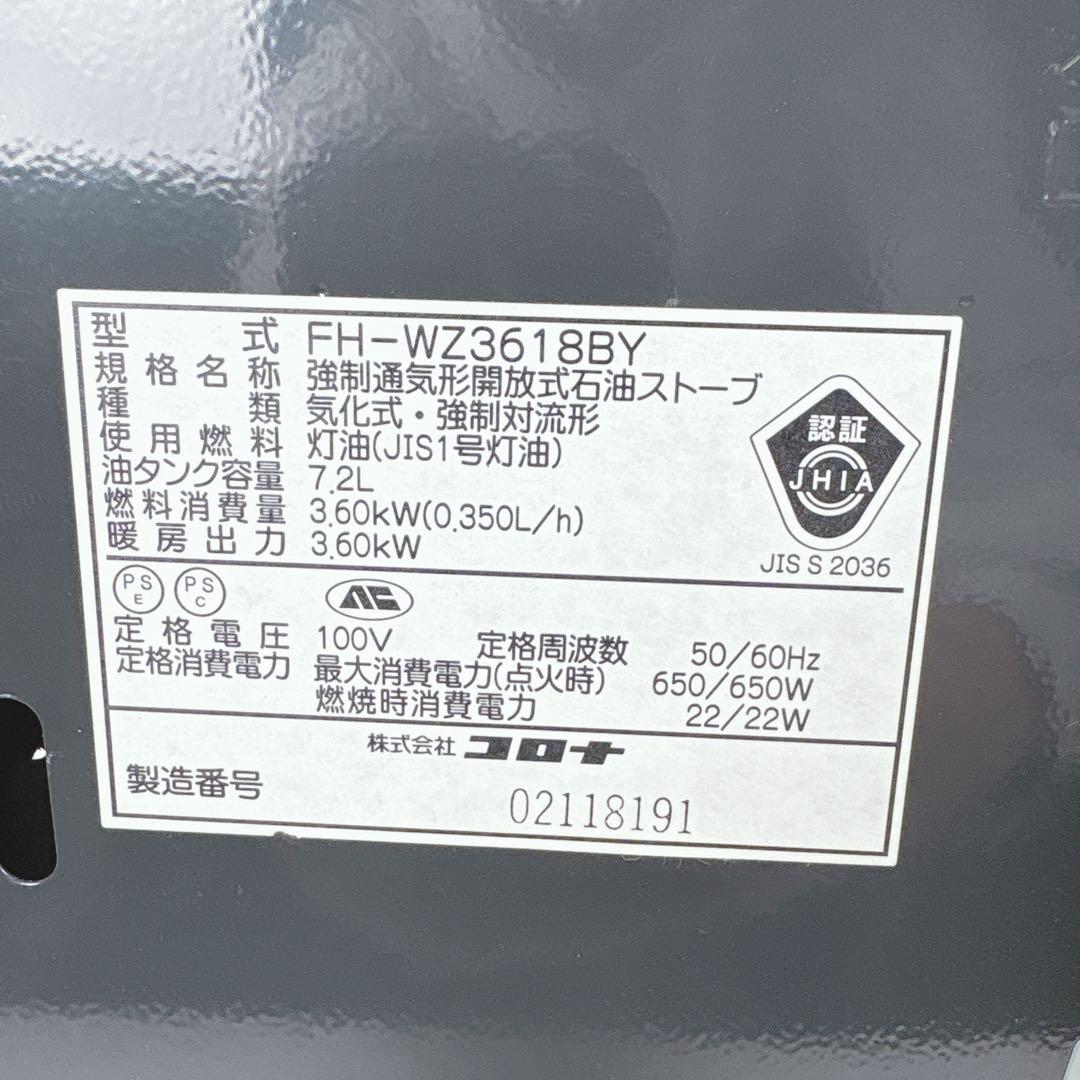 型式 FH-WZ3618BY
規格名称 強制通気形開放式石油ストーブ
種類 気化式・強制対流形
使用燃料 灯油(JIS1号灯油)
油タンク容量 7.2L
燃料消費量 3.60kW(0.350L/h)
暖房出力 3.60kW
認証
JHIA
JIS S 2036
PS E PS C
定格電圧 100V 定格周波数 50/60Hz
定格消費電力 最大消費電力(点火時) 650/650W
燃焼時消費電力 22/22W
株式会社 コロナ
製造番号 02118191